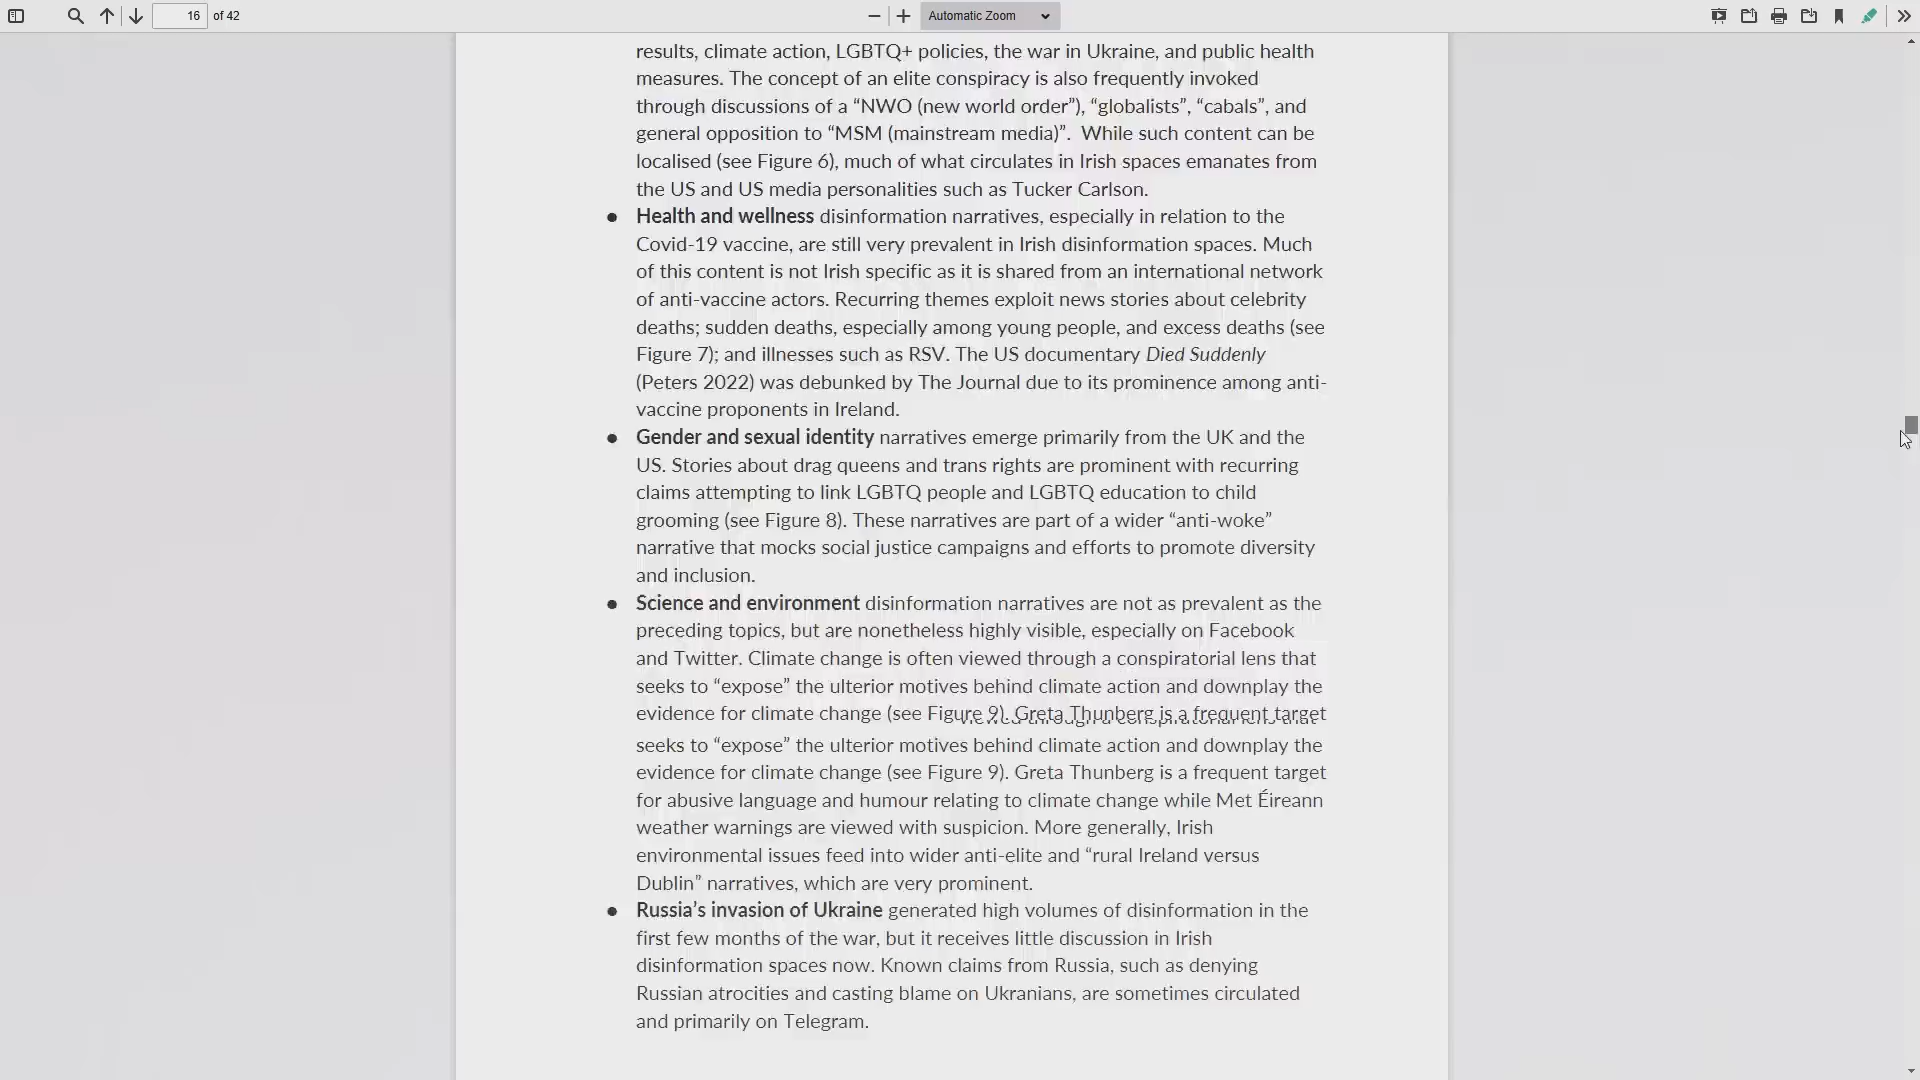 16 of 42
Automatic Zoom
results, climate action, LGBTQ+ policies, the war in Ukraine, and public health
measures. The concept of an elite conspiracy is also frequently invoked
through discussions of a “NWO (new world order”), “globalists”, “cabals”, and
general opposition to “MSM (mainstream media)”.  While such content can be
localised (see Figure 6), much of what circulates in Irish spaces emanates from
the US and US media personalities such as Tucker Carlson.
● Health and wellness disinformation narratives, especially in relation to the
Covid-19 vaccine, are still very prevalent in Irish disinformation spaces. Much
of this content is not Irish specific as it is shared from an international network
of anti-vaccine actors. Recurring themes exploit news stories about celebrity
deaths; sudden deaths, especially among young people, and excess deaths (see
Figure 7); and illnesses such as RSV. The US documentary Died Suddenly
(Peters 2022) was debunked by The Journal due to its prominence among anti-
vaccine proponents in Ireland.
● Gender and sexual identity narratives emerge primarily from the UK and the
US. Stories about drag queens and trans rights are prominent with recurring
claims attempting to link LGBTQ people and LGBTQ education to child
grooming (see Figure 8). These narratives are part of a wider “anti-woke”
narrative that mocks social justice campaigns and efforts to promote diversity
and inclusion.
● Science and environment disinformation narratives are not as prevalent as the
preceding topics, but are nonetheless highly visible, especially on Facebook
and Twitter. Climate change is often viewed through a conspiratorial lens that
seeks to “expose” the ulterior motives behind climate action and downplay the
evidence for climate change (see Figure 9). Greta Thunberg is a frequent target
seeks to “expose” the ulterior motives behind climate action and downplay the
evidence for climate change (see Figure 9). Greta Thunberg is a frequent target
for abusive language and humour relating to climate change while Met Éireann
weather warnings are viewed with suspicion. More generally, Irish
environmental issues feed into wider anti-elite and “rural Ireland versus
Dublin” narratives, which are very prominent.
● Russia’s invasion of Ukraine generated high volumes of disinformation in the
first few months of the war, but it receives little discussion in Irish
disinformation spaces now. Known claims from Russia, such as denying
Russian atrocities and casting blame on Ukranians, are sometimes circulated
and primarily on Telegram.